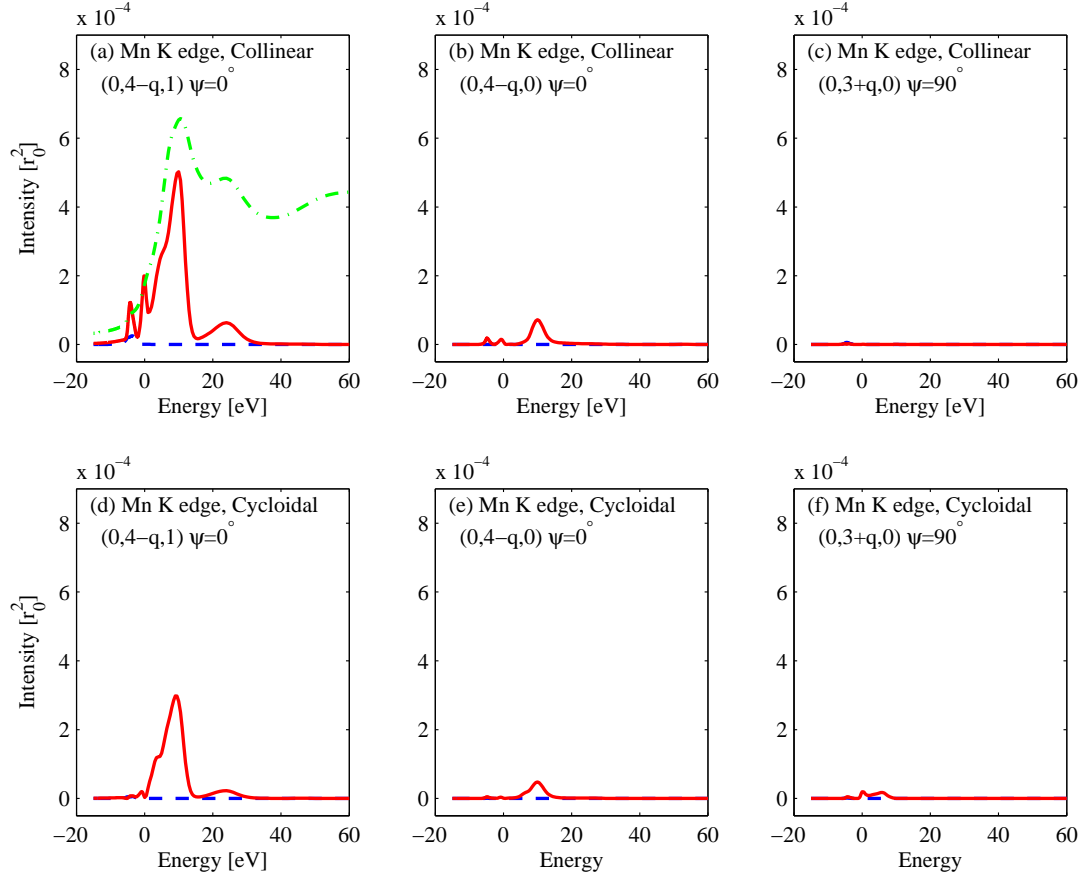 x 10⁻⁴
(a) Mn K edge, Collinear
(0,4−q,1) ψ=0°
Intensity [r₀²]
8
6
4
2
0
−20 0 20 40 60
Energy [eV]
x 10⁻⁴
(b) Mn K edge, Collinear
(0,4−q,0) ψ=0°
8
6
4
2
0
−20 0 20 40 60
Energy [eV]
x 10⁻⁴
(c) Mn K edge, Collinear
(0,3+q,0) ψ=90°
8
6
4
2
0
−20 0 20 40 60
Energy [eV]
x 10⁻⁴
(d) Mn K edge, Cycloidal
(0,4−q,1) ψ=0°
Intensity [r₀²]
8
6
4
2
0
−20 0 20 40 60
Energy [eV]
x 10⁻⁴
(e) Mn K edge, Cycloidal
(0,4−q,0) ψ=0°
8
6
4
2
0
−20 0 20 40 60
Energy
x 10⁻⁴
(f) Mn K edge, Cycloidal
(0,3+q,0) ψ=90°
8
6
4
2
0
−20 0 20 40 60
Energy